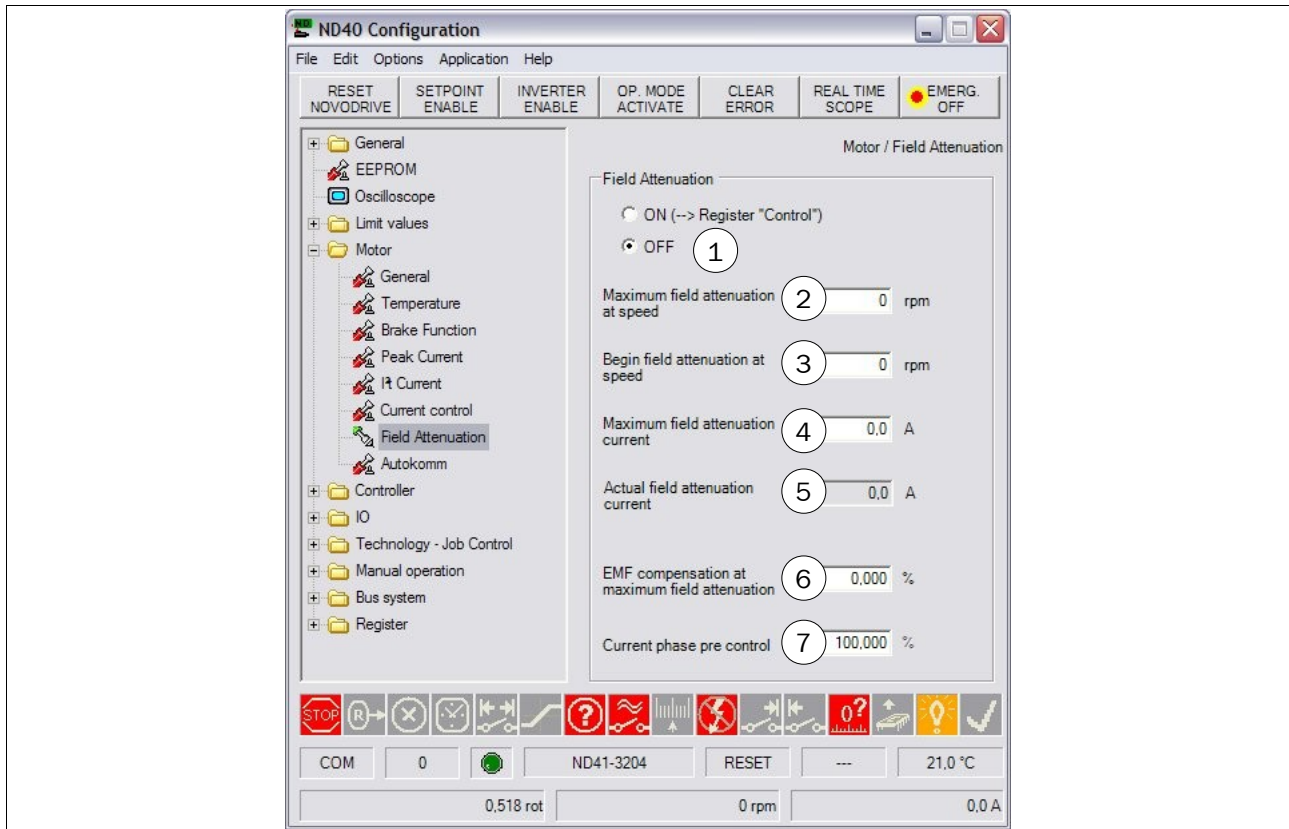 ND40 Configuration
File Edit Options Application Help
RESET NOVODRIVE
SETPOINT ENABLE
INVERTER ENABLE
OP. MODE ACTIVATE
CLEAR ERROR
REAL TIME SCOPE
EMERG. OFF
General
EEPROM
Oscilloscope
Limit values
Motor
General
Temperature
Brake Function
Peak Current
I²t Current
Current control
Field Attenuation
Autokomm
Controller
IO
Technology - Job Control
Manual operation
Bus system
Register
Motor / Field Attenuation
Field Attenuation
ON (--> Register "Control")
OFF 1
Maximum field attenuation
at speed 2 0 rpm
Begin field attenuation at
speed 3 0 rpm
Maximum field attenuation
current 4 0,0 A
Actual field attenuation
current 5 0,0 A
EMF compensation at
maximum field attenuation 6 0,000 %
Current phase pre control 7 100,000 %
STOP R ? 0?
COM 0 ND41-3204 RESET --- 21,0 °C
0,518 rot 0 rpm 0,0 A